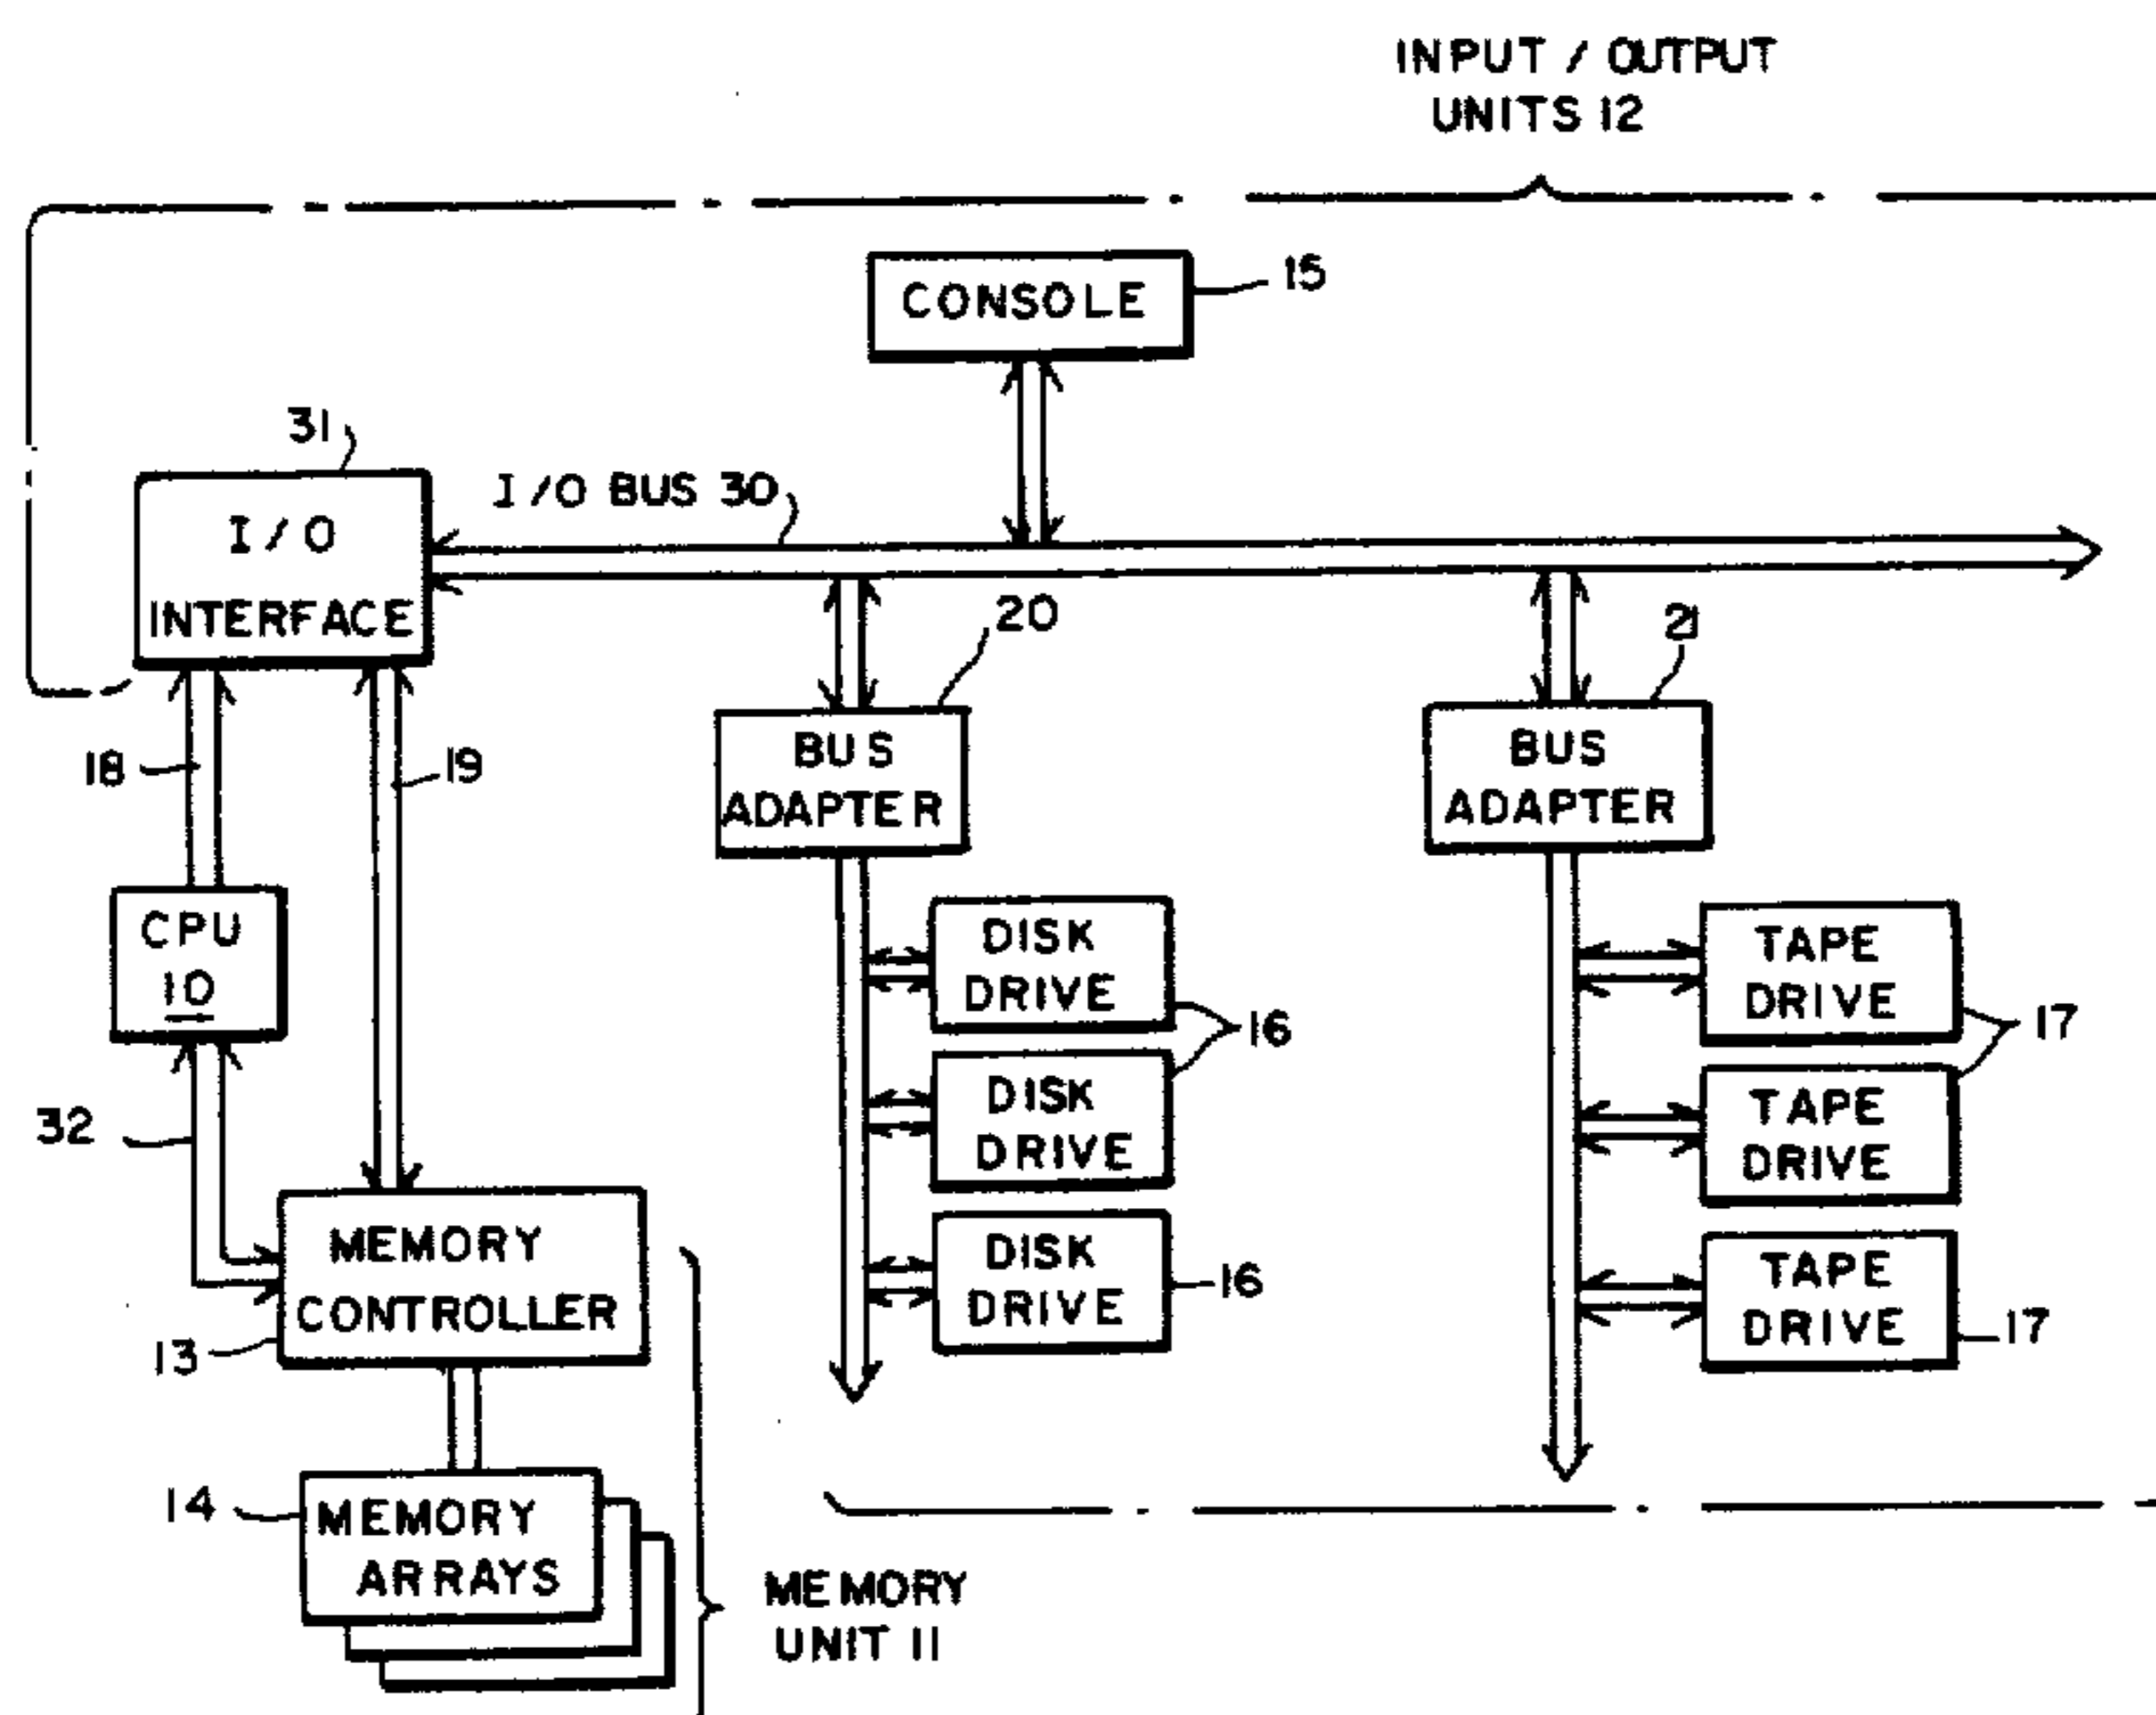 INPUT / OUTPUT
UNITS 12
CONSOLE
15
31
I/O BUS 30
I/O
INTERFACE
20
21
18
19
BUS
ADAPTER
BUS
ADAPTER
CPU
10
DISK
DRIVE
16
TAPE
DRIVE
17
32
DISK
DRIVE
TAPE
DRIVE
MEMORY
CONTROLLER
13
DISK
DRIVE
16
TAPE
DRIVE
17
14
MEMORY
ARRAYS
MEMORY
UNIT 11